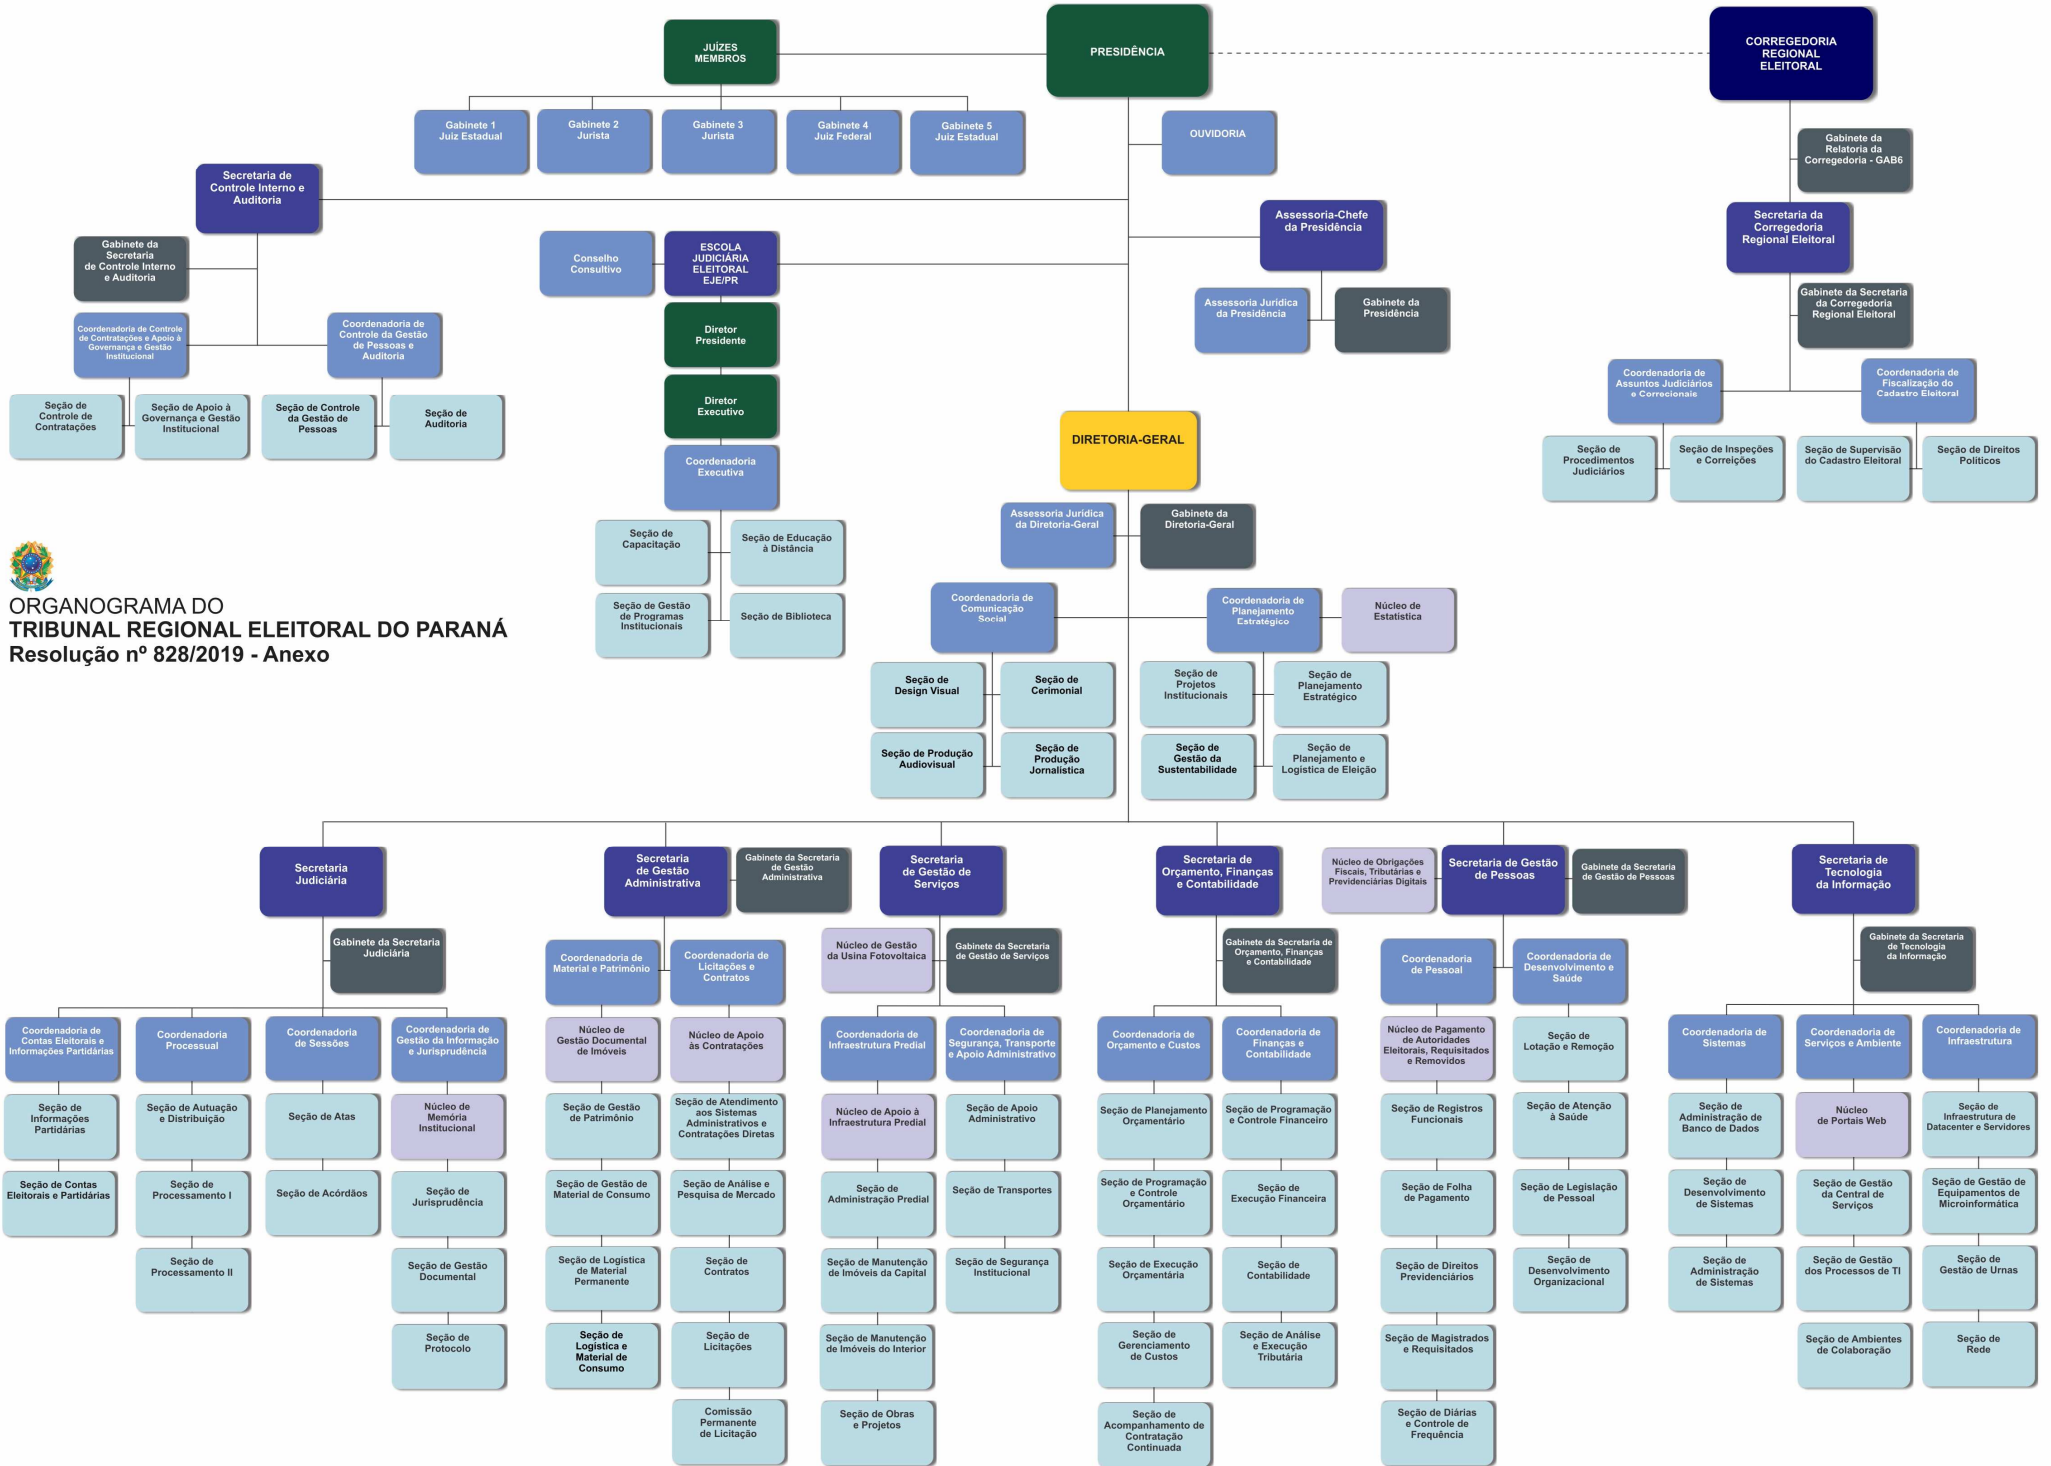 JUÍZES
MEMBROS
PRESIDÊNCIA
CORREGEDORIA
REGIONAL
ELEITORAL
Gabinete 1
Juiz Estadual
Gabinete 2
Jurista
Gabinete 3
Jurista
Gabinete 4
Juiz Federal
Gabinete 5
Juiz Estadual
OUVIDORIA
Gabinete da
Relatoria da
Corregedoria - GAB6
Secretaria de
Controle Interno e
Auditoria
Assessoria-Chefe
da Presidência
Secretaria da
Corregedoria
Regional Eleitoral
Gabinete da
Secretaria
de Controle Interno
e Auditoria
Conselho
Consultivo
ESCOLA
JUDICIÁRIA
ELEITORAL
EJE/PR
Assessoria Jurídica
da Presidência
Gabinete da
Presidência
Gabinete da Secretaria
da Corregedoria
Regional Eleitoral
Coordenadoria de Controle
de Contratações e Apoio à
Governança e Gestão
Institucional
Coordenadoria de
Controle da Gestão
de Pessoas e
Auditoria
Diretor
Presidente
Coordenadoria de
Assuntos Judiciários
e Correcionais
Coordenadoria de
Fiscalização do
Cadastro Eleitoral
Seção de
Controle de
Contratações
Seção de Apoio à
Governança e Gestão
Institucional
Seção de Controle
da Gestão de
Pessoas
Seção de
Auditoria
Diretor
Executivo
DIRETORIA-GERAL
Seção de
Procedimentos
Judiciários
Seção de Inspeções
e Correições
Seção de Supervisão
do Cadastro Eleitoral
Seção de Direitos
Políticos
Coordenadoria
Executiva
Assessoria Jurídica
da Diretoria-Geral
Gabinete da
Diretoria-Geral
Seção de
Capacitação
Seção de Educação
à Distância
Seção de Gestão
de Programas
Institucionais
Seção de Biblioteca
ORGANOGRAMA DO
TRIBUNAL REGIONAL ELEITORAL DO PARANÁ
Resolução nº 828/2019 - Anexo
Coordenadoria de
Comunicação
Social
Coordenadoria de
Planejamento
Estratégico
Núcleo de
Estatística
Seção de
Design Visual
Seção de
Cerimonial
Seção de
Projetos
Institucionais
Seção de
Planejamento
Estratégico
Seção de Produção
Audiovisual
Seção de
Produção
Jornalística
Seção de
Gestão da
Sustentabilidade
Seção de
Planejamento e
Logística de Eleição
Secretaria
Judiciária
Secretaria
de Gestão
Administrativa
Gabinete da Secretaria
de Gestão
Administrativa
Secretaria
de Gestão de
Serviços
Secretaria de
Orçamento, Finanças
e Contabilidade
Núcleo de Obrigações
Fiscais, Tributárias e
Previdenciárias Digitais
Secretaria de Gestão
de Pessoas
Gabinete da Secretaria
de Gestão de Pessoas
Secretaria de
Tecnologia
da Informação
Gabinete da Secretaria
Judiciária
Coordenadoria de
Material e Patrimônio
Coordenadoria de
Licitações e
Contratos
Núcleo de Gestão
da Usina Fotovoltaica
Gabinete da Secretaria
de Gestão de Serviços
Gabinete da Secretaria de
Orçamento, Finanças
e Contabilidade
Coordenadoria
de Pessoal
Coordenadoria de
Desenvolvimento e
Saúde
Gabinete da Secretaria
de Tecnologia
da Informação
Coordenadoria de
Contas Eleitorais e
Informações Partidárias
Coordenadoria
Processual
Coordenadoria
de Sessões
Coordenadoria de
Gestão da Informação
e Jurisprudência
Núcleo de
Gestão Documental
de Imóveis
Núcleo de Apoio
às Contratações
Coordenadoria de
Infraestrutura Predial
Coordenadoria de
Segurança, Transporte
e Apoio Administrativo
Coordenadoria de
Orçamento e Custos
Coordenadoria de
Finanças e
Contabilidade
Núcleo de Pagamento
de Autoridades
Eleitorais, Requisitados
e Removidos
Seção de
Lotação e Remoção
Coordenadoria de
Sistemas
Coordenadoria de
Serviços e Ambiente
Coordenadoria de
Infraestrutura
Seção de
Informações
Partidárias
Seção de Autuação
e Distribuição
Seção de Atas
Núcleo de
Memória
Institucional
Seção de Gestão
de Patrimônio
Seção de Atendimento
aos Sistemas
Administrativos e
Contratações Diretas
Núcleo de Apoio à
Infraestrutura Predial
Seção de Apoio
Administrativo
Seção de Planejamento
Orçamentário
Seção de Programação
e Controle Financeiro
Seção de Registros
Funcionais
Seção de Atenção
à Saúde
Seção de
Administração de
Banco de Dados
Núcleo
de Portais Web
Seção de
Infraestrutura de
Datacenter e Servidores
Seção de Contas
Eleitorais e Partidárias
Seção de
Processamento I
Seção de Acórdãos
Seção de
Jurisprudência
Seção de Gestão de
Material de Consumo
Seção de Análise e
Pesquisa de Mercado
Seção de
Administração Predial
Seção de Transportes
Seção de Programação
e Controle
Orçamentário
Seção de
Execução Financeira
Seção de Folha
de Pagamento
Seção de Legislação
de Pessoal
Seção de
Desenvolvimento
de Sistemas
Seção de Gestão
da Central de
Serviços
Seção de Gestão de
Equipamentos de
Microinformática
Seção de
Processamento II
Seção de Gestão
Documental
Seção de Logística
de Material
Permanente
Seção de
Contratos
Seção de Manutenção
de Imóveis da Capital
Seção de Segurança
Institucional
Seção de Execução
Orçamentária
Seção de
Contabilidade
Seção de Direitos
Previdenciários
Seção de
Desenvolvimento
Organizacional
Seção de
Administração
de Sistemas
Seção de Gestão
dos Processos de TI
Seção de
Gestão de Urnas
Seção de
Protocolo
Seção de
Logística e
Material de
Consumo
Seção de
Licitações
Seção de Manutenção
de Imóveis do Interior
Seção de
Gerenciamento
de Custos
Seção de Análise
e Execução
Tributária
Seção de Magistrados
e Requisitados
Seção de Ambientes
de Colaboração
Seção de
Rede
Comissão
Permanente
de Licitação
Seção de Obras
e Projetos
Seção de
Acompanhamento de
Contratação
Continuada
Seção de Diárias
e Controle de
Frequência